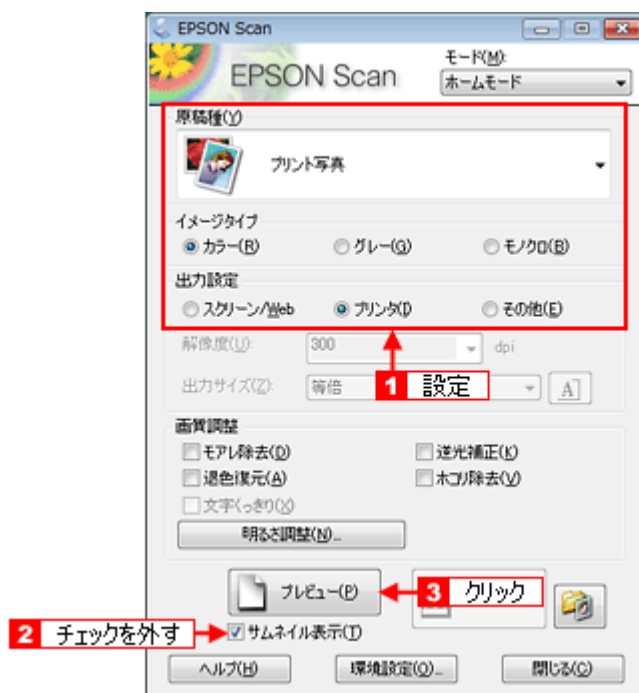 EPSON Scan
EPSON Scan
モード(M):
ホームモード
原稿種(Y)
プリント写真
イメージタイプ
カラー(R) グレー(G) モノクロ(B)
出力設定
スクリーン/Web プリンタ(I) その他(E)
解像度(U): 300 dpi
出力サイズ(Z): 等倍 A
1 設定
画質調整
モアレ除去(D) 逆光補正(K)
退色復元(A) ホコリ除去(V)
文字くっきり(X)
明るさ調整(N)...
プレビュー(P) 3 クリック
2 チェックを外す サムネイル表示(T)
ヘルプ(H) 環境設定(O)... 閉じる(C)